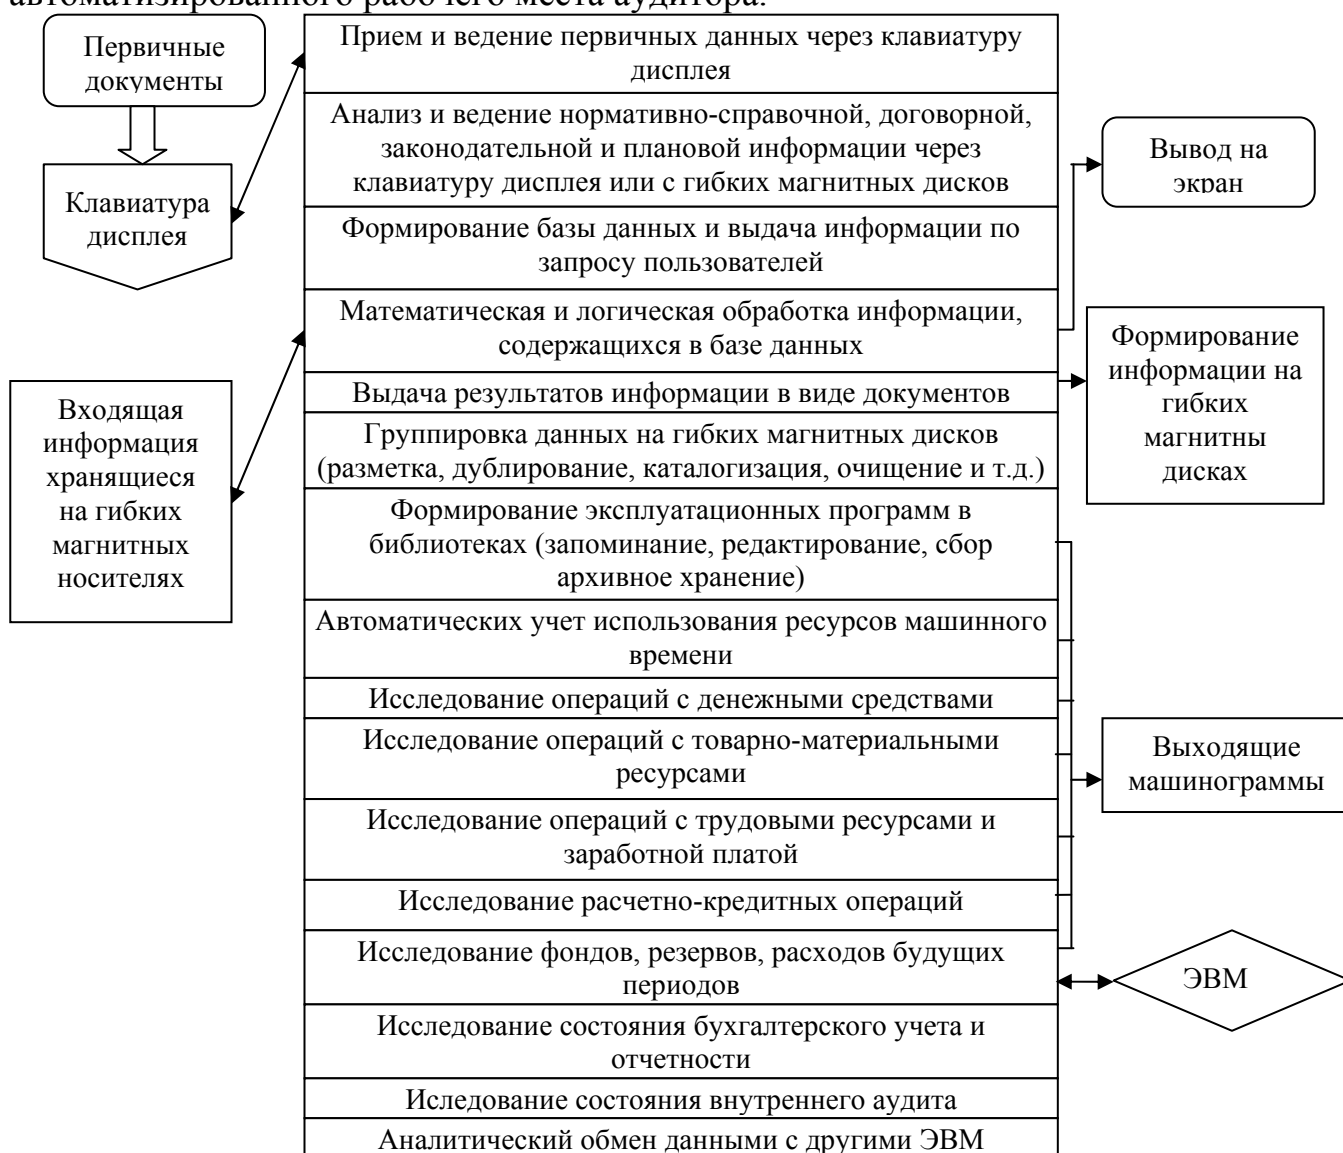 автоматизированного рабочего места аудитора.
Первичные
документы
Клавиатура
дисплея
Входящая
информация
хранящиеся
на гибких
магнитных
носителях
Прием и ведение первичных данных через клавиатуру
дисплея
Анализ и ведение нормативно-справочной, договорной,
законодательной и плановой информации через
клавиатуру дисплея или с гибких магнитных дисков
Формирование базы данных и выдача информации по
запросу пользователей
Математическая и логическая обработка информации,
содержащихся в базе данных
Выдача результатов информации в виде документов
Группировка данных на гибких магнитных дисков
(разметка, дублирование, каталогизация, очищение и т.д.)
Формирование эксплуатационных программ в
библиотеках (запоминание, редактирование, сбор
архивное хранение)
Автоматических учет использования ресурсов машинного
времени
Исследование операций с денежными средствами
Исследование операций с товарно-материальными
ресурсами
Исследование операций с трудовыми ресурсами и
заработной платой
Исследование расчетно-кредитных операций
Исследование фондов, резервов, расходов будущих
периодов
Исследование состояния бухгалтерского учета и
отчетности
Иследование состояния внутреннего аудита
Аналитический обмен данными с другими ЭВМ
Вывод на
экран
Формирование
информации на
гибких
магнитны
дисках
Выходящие
машинограммы
ЭВМ